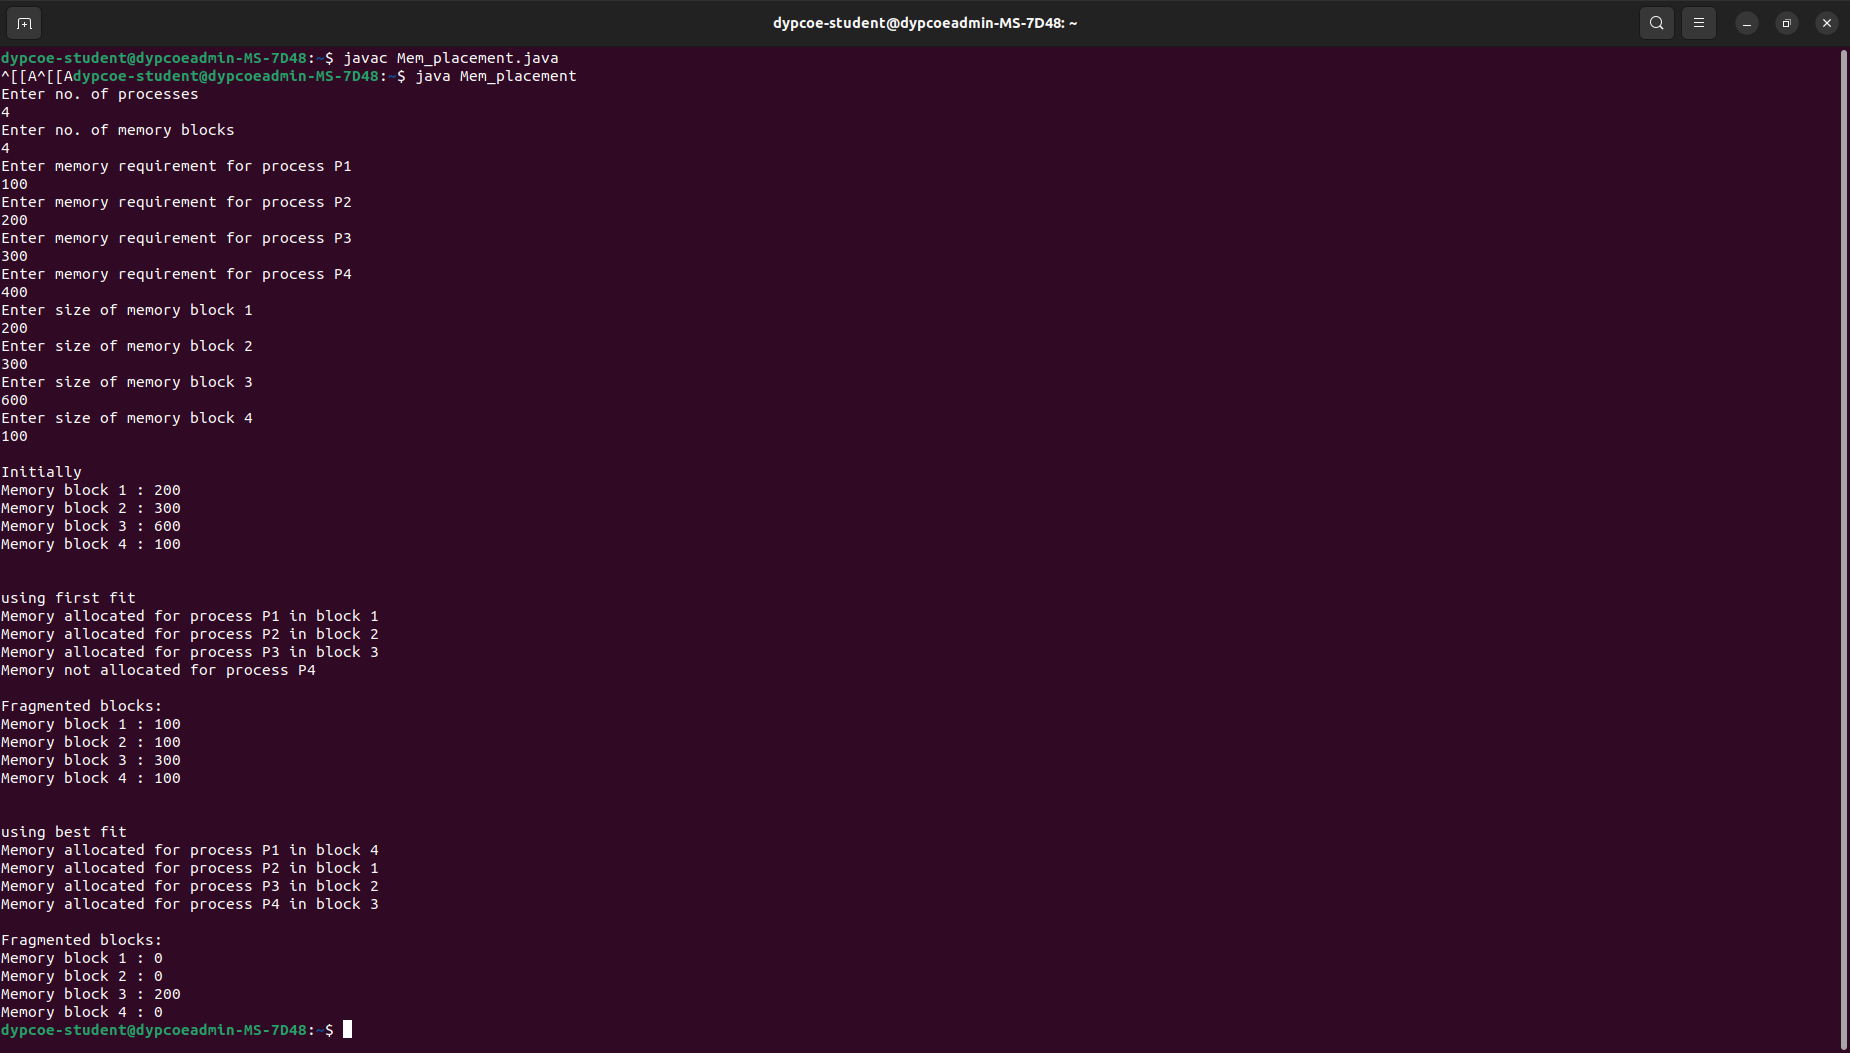 dypcoe-student@dypcoeadmin-MS-7D48: ~
dypcoe-student@dypcoeadmin-MS-7D48:~$ javac Mem_placement.java
^[[A^[[Adypcoe-student@dypcoeadmin-MS-7D48:~$ java Mem_placement
Enter no. of processes
4
Enter no. of memory blocks
4
Enter memory requirement for process P1
100
Enter memory requirement for process P2
200
Enter memory requirement for process P3
300
Enter memory requirement for process P4
400
Enter size of memory block 1
200
Enter size of memory block 2
300
Enter size of memory block 3
600
Enter size of memory block 4
100
Initially
Memory block 1 : 200
Memory block 2 : 300
Memory block 3 : 600
Memory block 4 : 100
using first fit
Memory allocated for process P1 in block 1
Memory allocated for process P2 in block 2
Memory allocated for process P3 in block 3
Memory not allocated for process P4
Fragmented blocks:
Memory block 1 : 100
Memory block 2 : 100
Memory block 3 : 300
Memory block 4 : 100
using best fit
Memory allocated for process P1 in block 4
Memory allocated for process P2 in block 1
Memory allocated for process P3 in block 2
Memory allocated for process P4 in block 3
Fragmented blocks:
Memory block 1 : 0
Memory block 2 : 0
Memory block 3 : 200
Memory block 4 : 0
dypcoe-student@dypcoeadmin-MS-7D48:~$